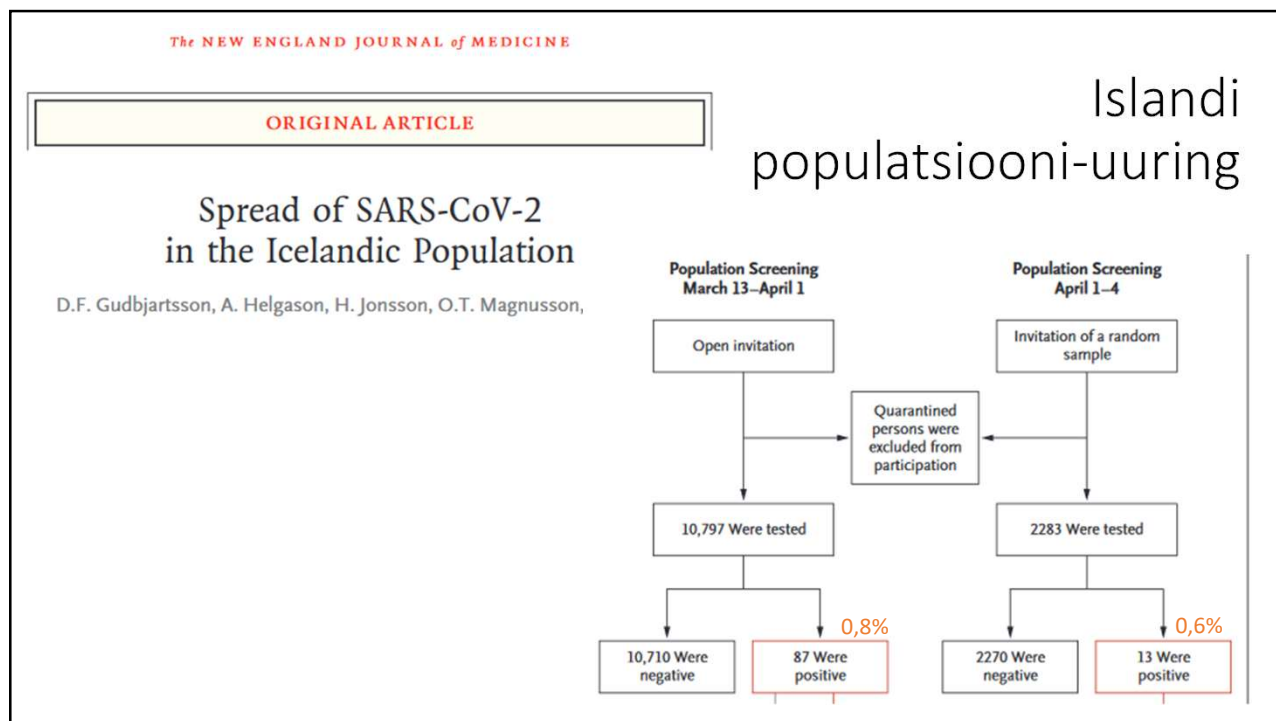 The NEW ENGLAND JOURNAL of MEDICINE
ORIGINAL ARTICLE
Spread of SARS-CoV-2
in the Icelandic Population
D.F. Gudbjartsson, A. Helgason, H. Jonsson, O.T. Magnusson,
Islandi
populatsiooni-uuring
Population Screening
March 13–April 1
Population Screening
April 1–4
Open invitation
Invitation of a random
sample
Quarantined
persons were
excluded from
participation
10,797 Were tested
2283 Were tested
0,8%
0,6%
10,710 Were
negative
87 Were
positive
2270 Were
negative
13 Were
positive